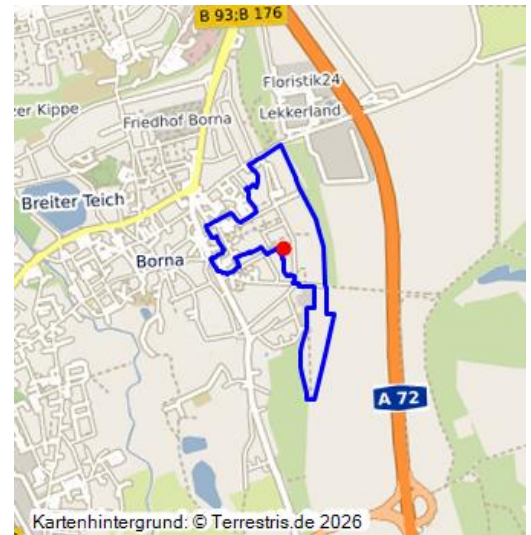 B 93;B 176
Floristik24
zer Kippe
Friedhof Borna
Lekkerland
Breiter Teich
Borna
A 72
Kartenhintergrund: © Terrestris.de 2026